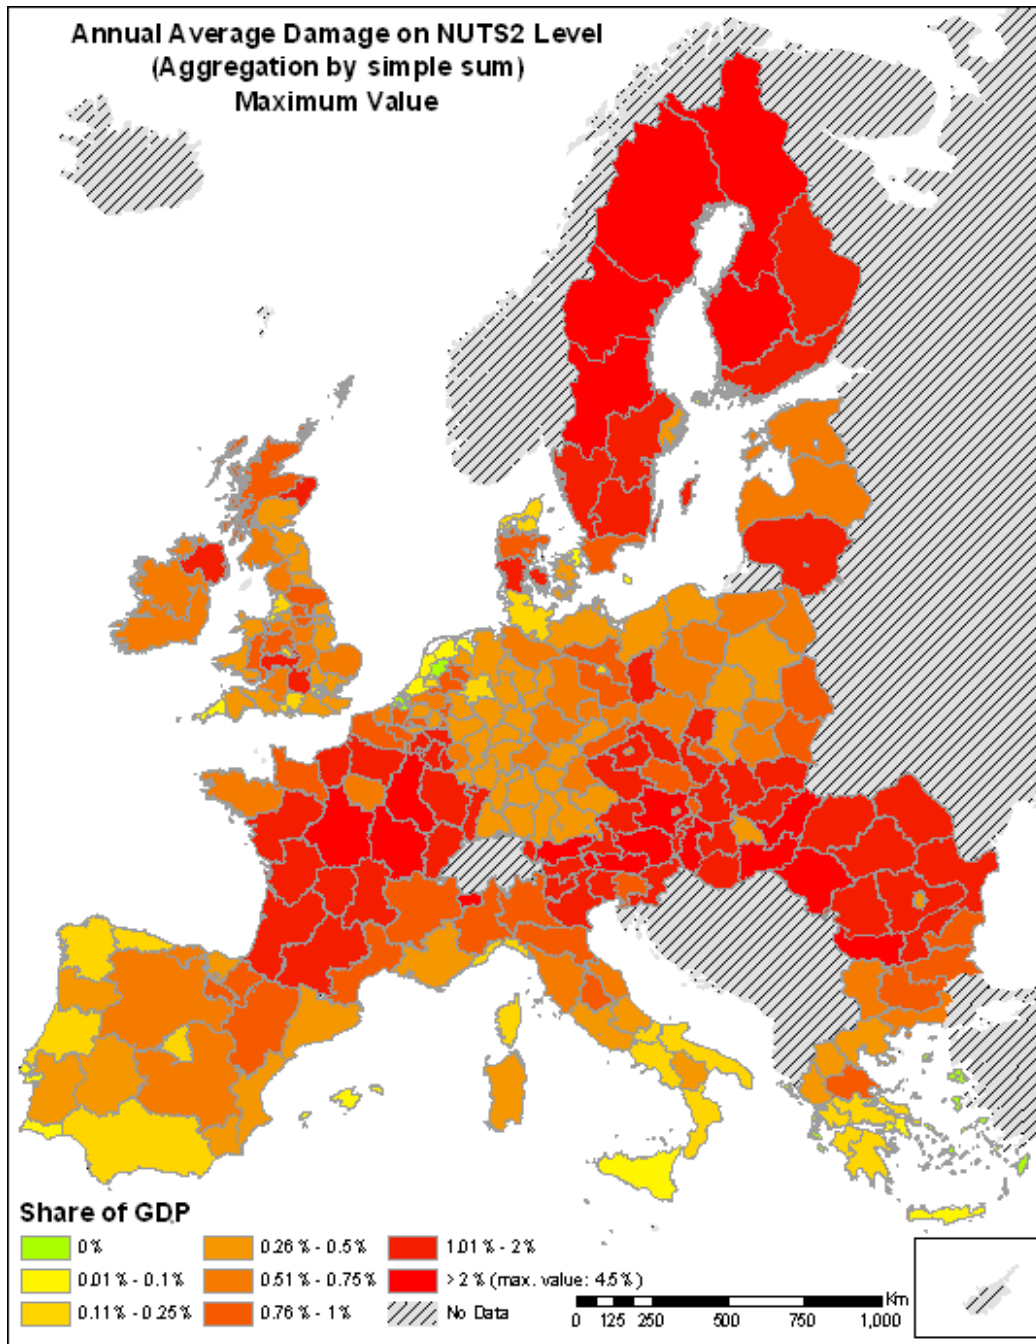 Annual Average Damage on NUTS2 Level
(Aggregation by simple sum)
Maximum Value
Share of GDP
0 %
0.01 % - 0.1 %
0.11 % - 0.25 %
0.26 % - 0.5 %
0.51 % - 0.75 %
0.76 % - 1 %
1.01 % - 2 %
> 2 % (max. value: 4.5 %)
No Data
Km
0 125 250 500 750 1,000